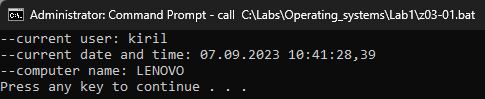 Administrator: Command Prompt - call C:\Labs\Operating_systems\Lab1\z03-01.bat
--current user: kiril
--current date and time: 07.09.2023 10:41:28,39
--computer name: LENOVO
Press any key to continue . . .